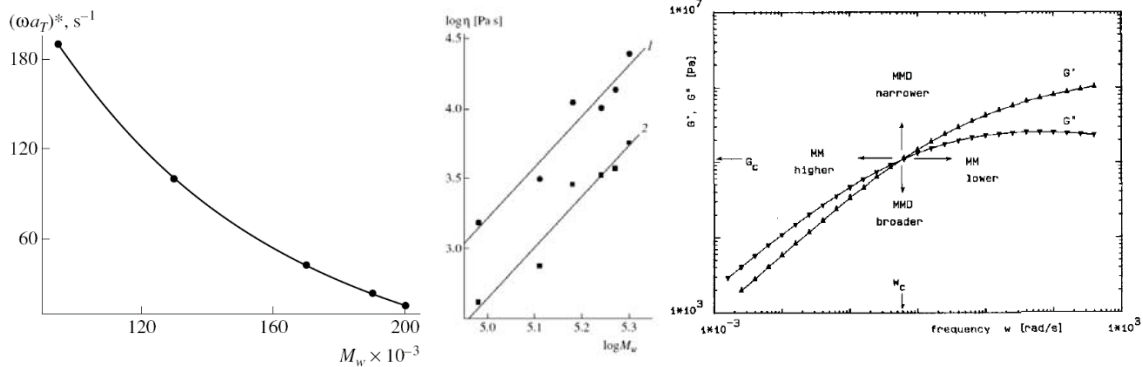 (ωa_T)*, s⁻¹
180
120
60
120
160
200
M_w × 10⁻³
log η [Pa s]
4.5
4.0
3.5
3.0
1
2
5.0
5.1
5.2
5.3
logM_w
1*10⁷
G', G" [Pa]
1*10³
MMD
narrower
G'
G"
G_c
MM
higher
MM
lower
MMD
broader
W_c
1*10⁻³
frequency w [rad/s]
1*10³